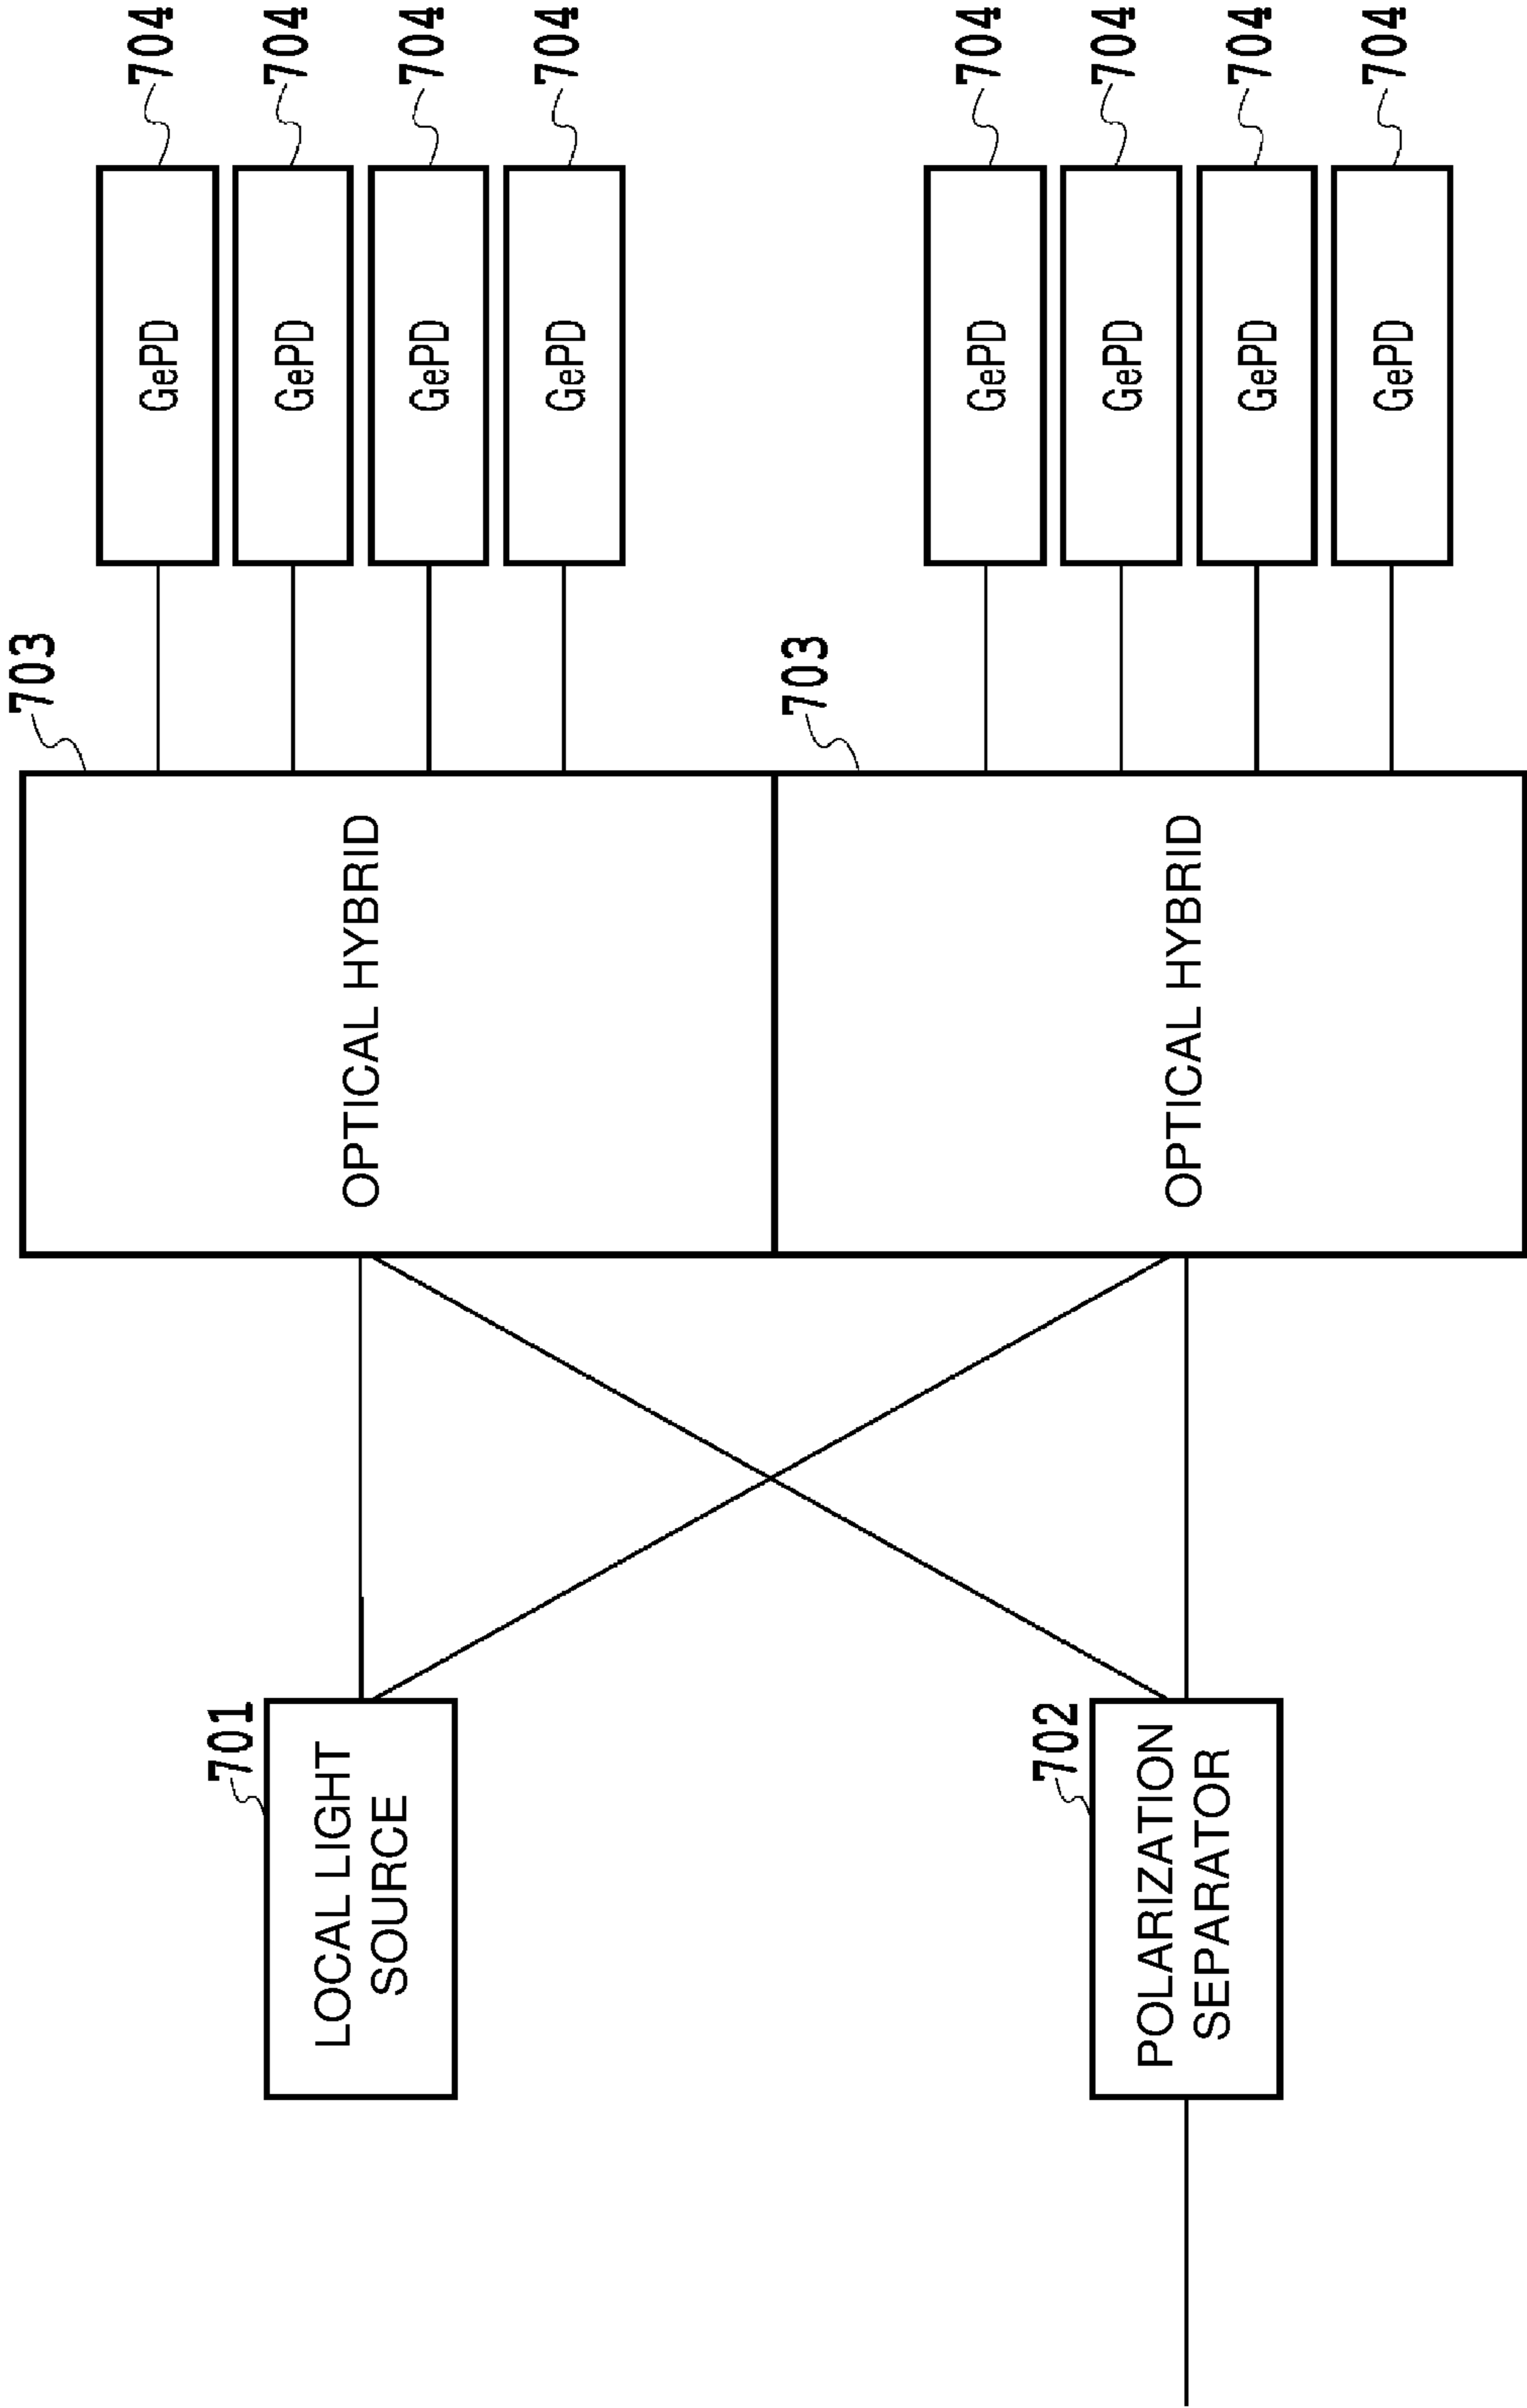 701
LOCAL LIGHT
SOURCE
702
POLARIZATION
SEPARATOR
703
OPTICAL HYBRID
703
OPTICAL HYBRID
704
GePD
704
GePD
704
GePD
704
GePD
704
GePD
704
GePD
704
GePD
704
GePD